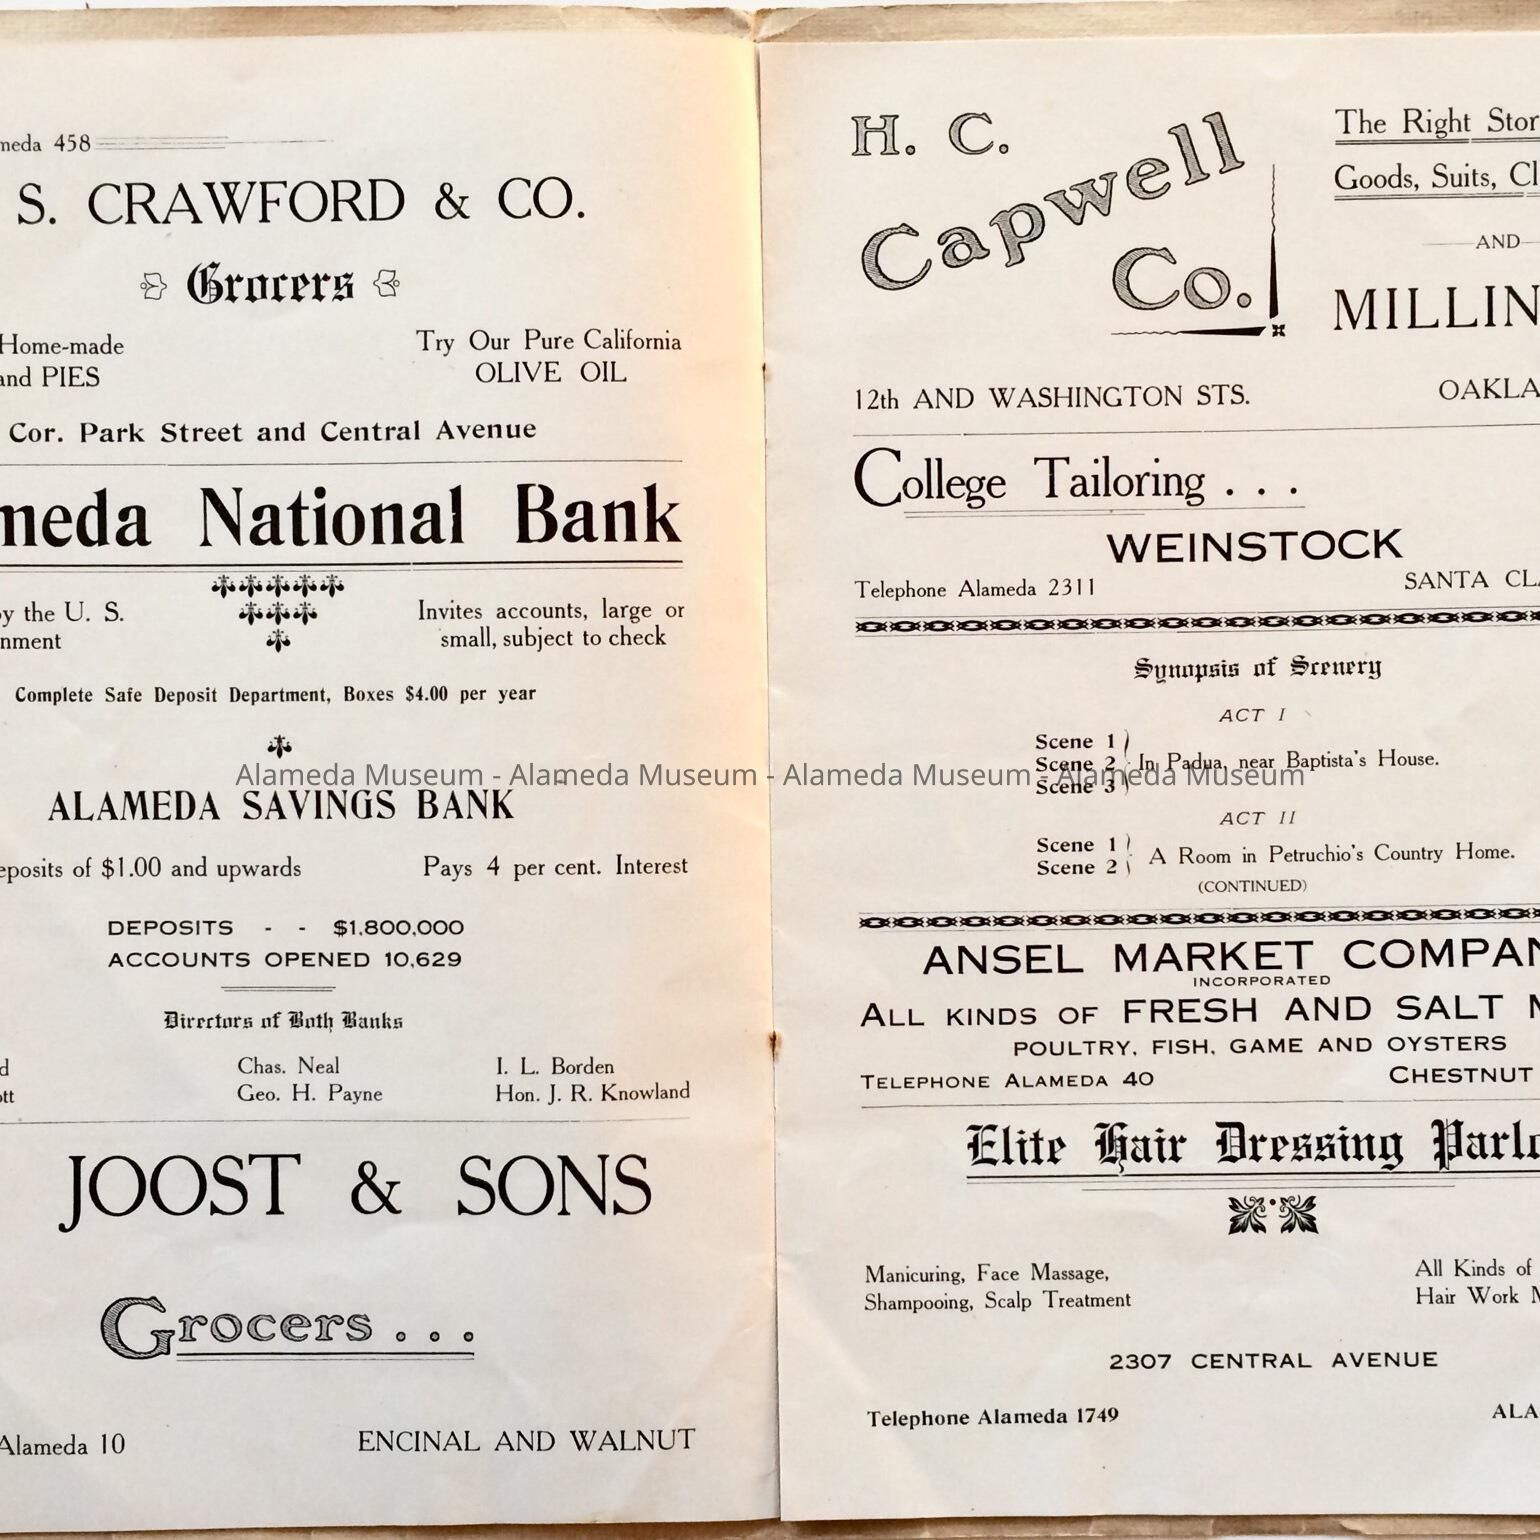 meda 458
S. CRAWFORD & CO.
Grocers
Home-made
and PIES
Try Our Pure California
OLIVE OIL
Cor. Park Street and Central Avenue
meda National Bank
by the U. S.
nment
Invites accounts, large or
small, subject to check
Complete Safe Deposit Department, Boxes $4.00 per year
ALAMEDA SAVINGS BANK
eposits of $1.00 and upwards
Pays 4 per cent. Interest
DEPOSITS - - $1,800,000
ACCOUNTS OPENED 10,629
Directors of Both Banks
d
ott
Chas. Neal
Geo. H. Payne
I. L. Borden
Hon. J. R. Knowland
JOOST & SONS
Grocers . . .
Alameda 10
ENCINAL AND WALNUT
H. C.
Capwell
Co.
The Right Stor
Goods, Suits, Cl
AND
MILLIN
12th AND WASHINGTON STS.
OAKLA
College Tailoring . . .
WEINSTOCK
Telephone Alameda 2311
SANTA CLA
Synopsis of Scenery
ACT I
Scene 1
Scene 2
Scene 3
In Padua, near Baptista's House.
Alameda Museum - Alameda Museum - Alameda Museum - Alameda Museum
ACT II
Scene 1
Scene 2
A Room in Petruchio's Country Home.
(CONTINUED)
ANSEL MARKET COMPAN
INCORPORATED
ALL KINDS OF FRESH AND SALT M
POULTRY, FISH, GAME AND OYSTERS
TELEPHONE ALAMEDA 40
CHESTNUT
Elite Hair Dressing Parlo
Manicuring, Face Massage,
Shampooing, Scalp Treatment
All Kinds of
Hair Work M
2307 CENTRAL AVENUE
Telephone Alameda 1749
ALA